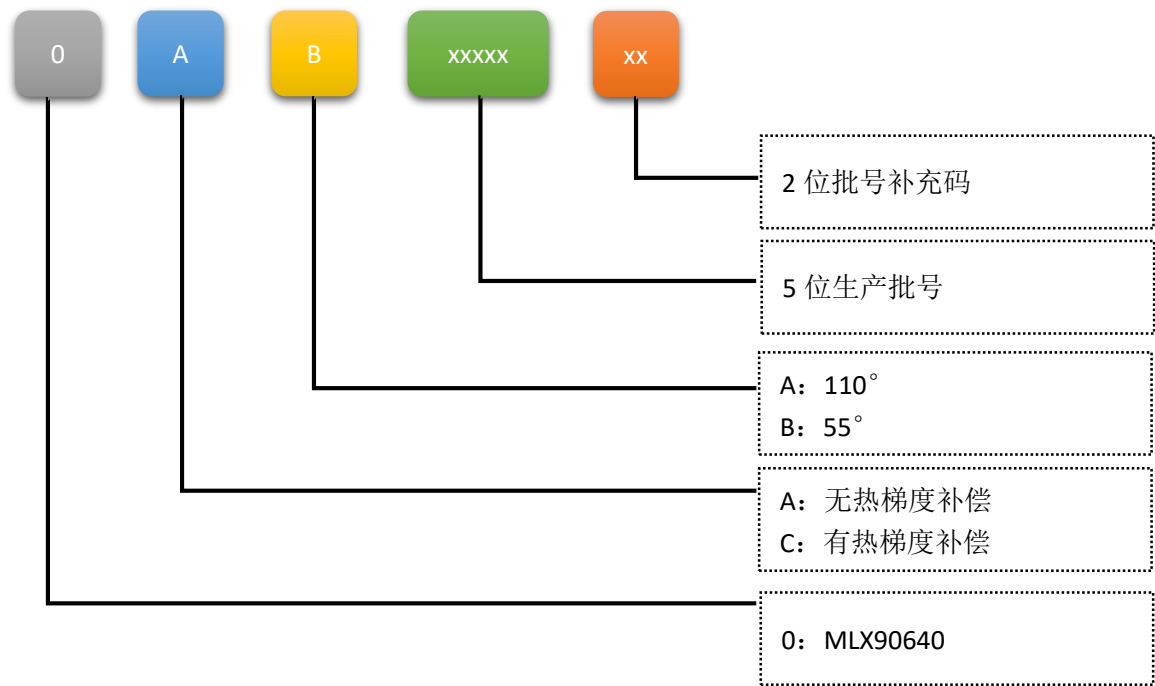 0
A
B
xxxxx
xx
2 位批号补充码
5 位生产批号
A：110°
B：55°
A：无热梯度补偿
C：有热梯度补偿
0：MLX90640